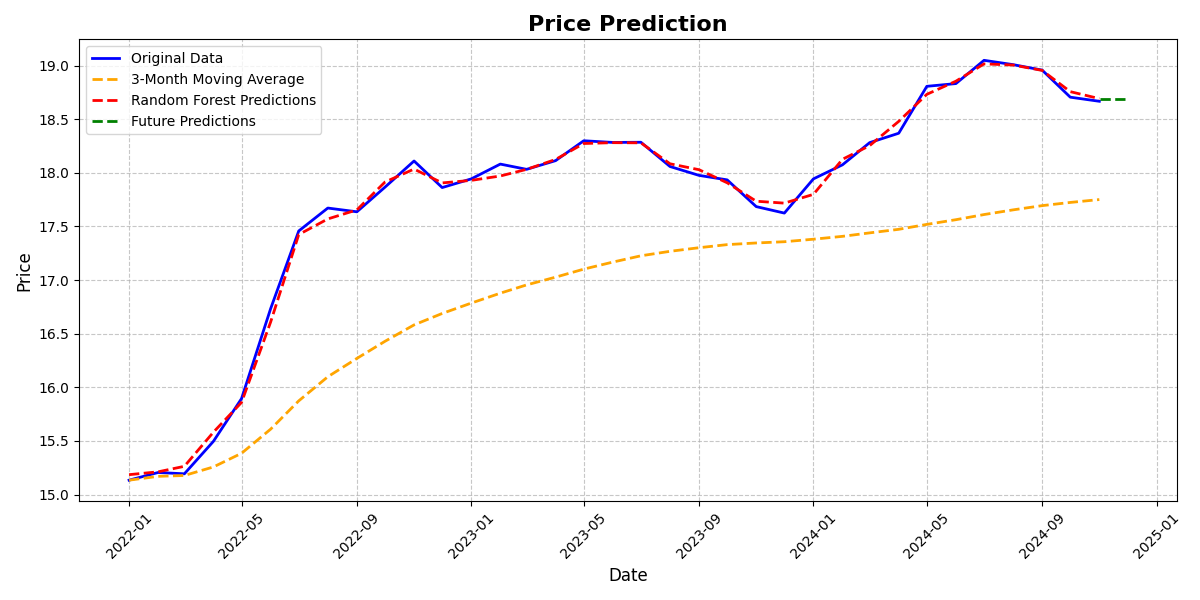 Price Prediction
Original Data
3-Month Moving Average
Random Forest Predictions
Future Predictions
Price
19.0
18.5
18.0
17.5
17.0
16.5
16.0
15.5
15.0
2022-01
2022-05
2022-09
2023-01
2023-05
2023-09
2024-01
2024-05
2024-09
2025-01
Date